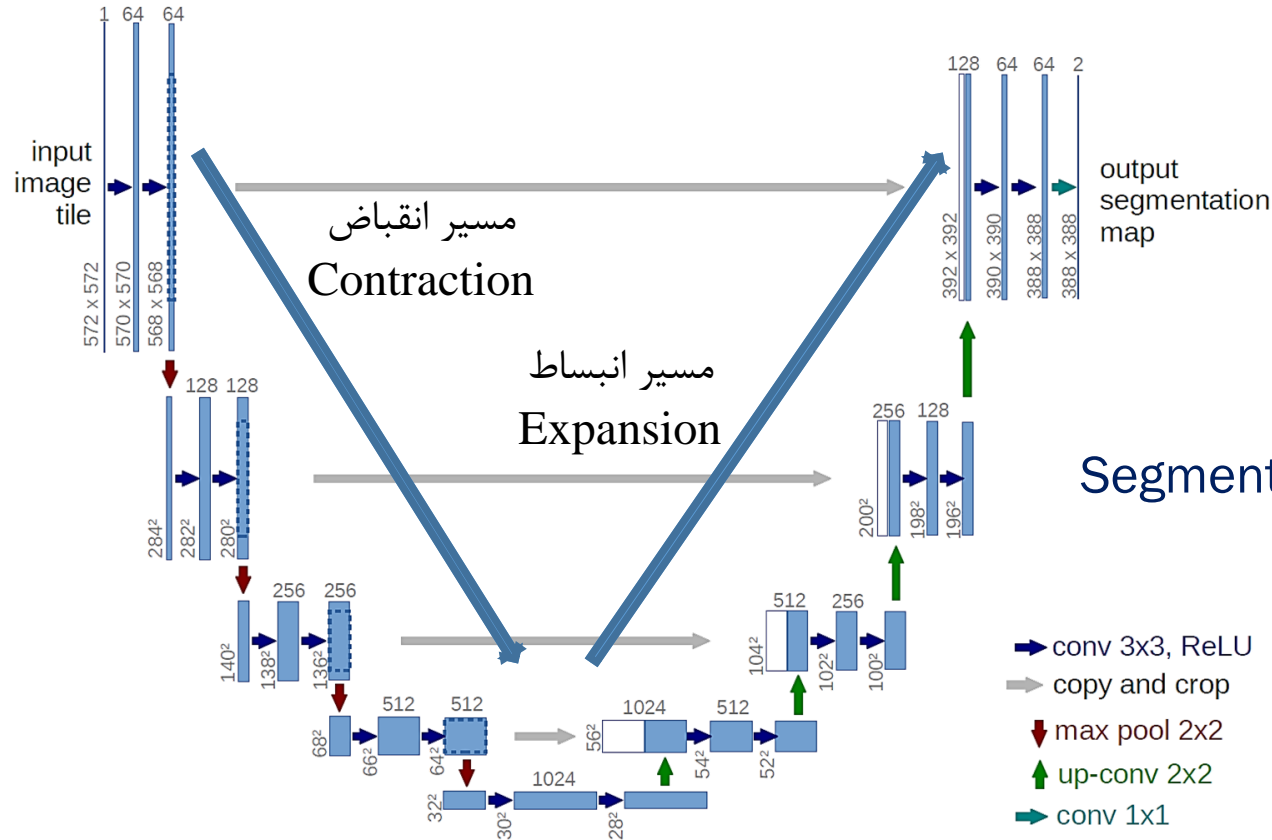 1 64 64
input
image
tile
572 x 572
570 x 570
568 x 568
128 128
284²
282²
280²
256 256
140²
138²
136²
512 512
68²
66²
64²
1024
32²
30²
28²
مسیر انقباض
Contraction
مسیر انبساط
Expansion
1024 512
56²
54²
52²
512 256
104²
102²
100²
256 128
200²
198²
196²
128 64 64 2
392 x 392
390 x 390
388 x 388
388 x 388
output
segmentation
map
Segment
conv 3x3, ReLU
copy and crop
max pool 2x2
up-conv 2x2
conv 1x1